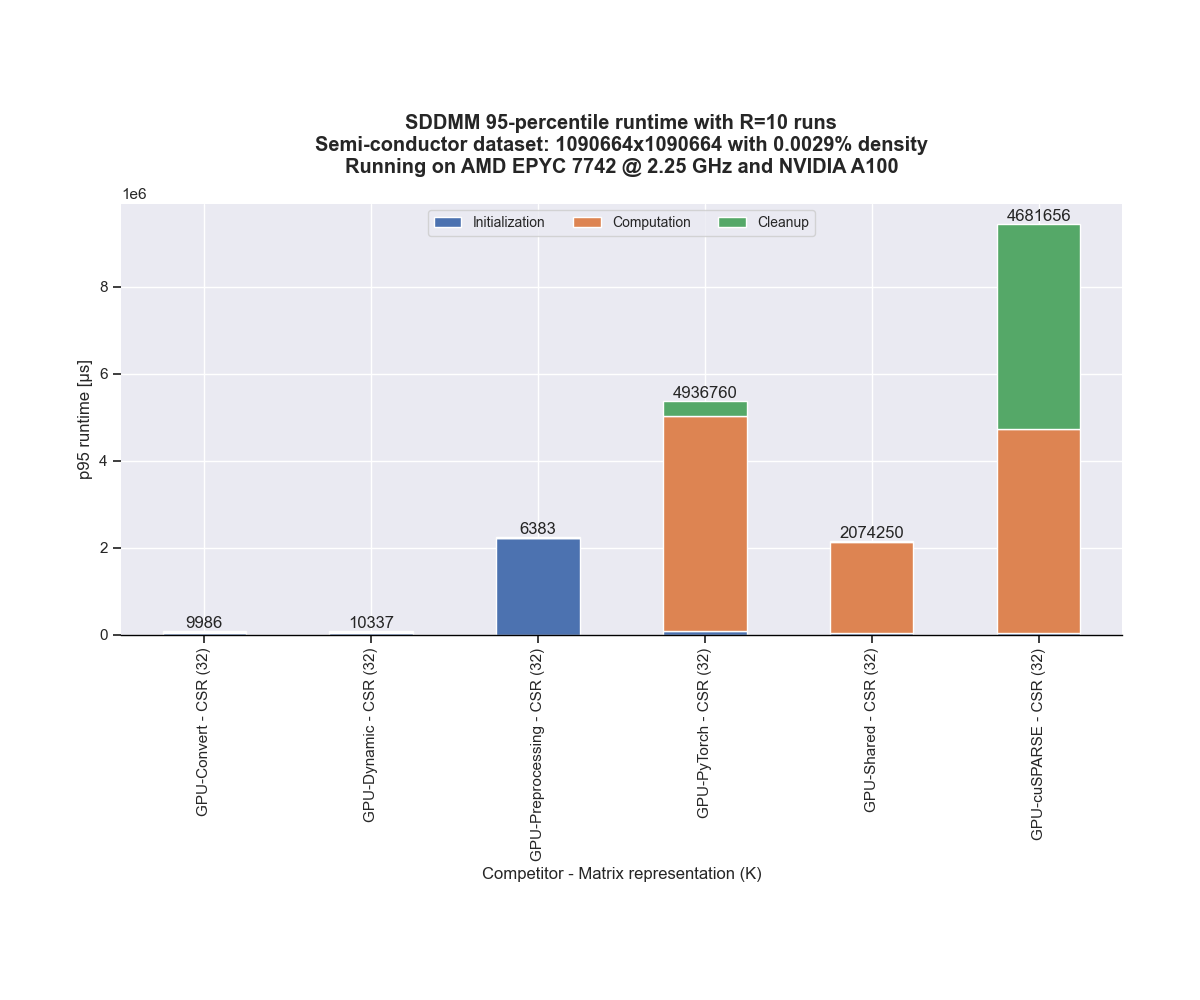 SDDMM 95-percentile runtime with R=10 runs
Semi-conductor dataset: 1090664x1090664 with 0.0029% density
Running on AMD EPYC 7742 @ 2.25 GHz and NVIDIA A100
1e6
Initialization
Computation
Cleanup
p95 runtime [µs]
8
6
4
2
0
9986
10337
6383
4936760
2074250
4681656
GPU-Convert - CSR (32)
GPU-Dynamic - CSR (32)
GPU-Preprocessing - CSR (32)
GPU-PyTorch - CSR (32)
GPU-Shared - CSR (32)
GPU-cuSPARSE - CSR (32)
Competitor - Matrix representation (K)